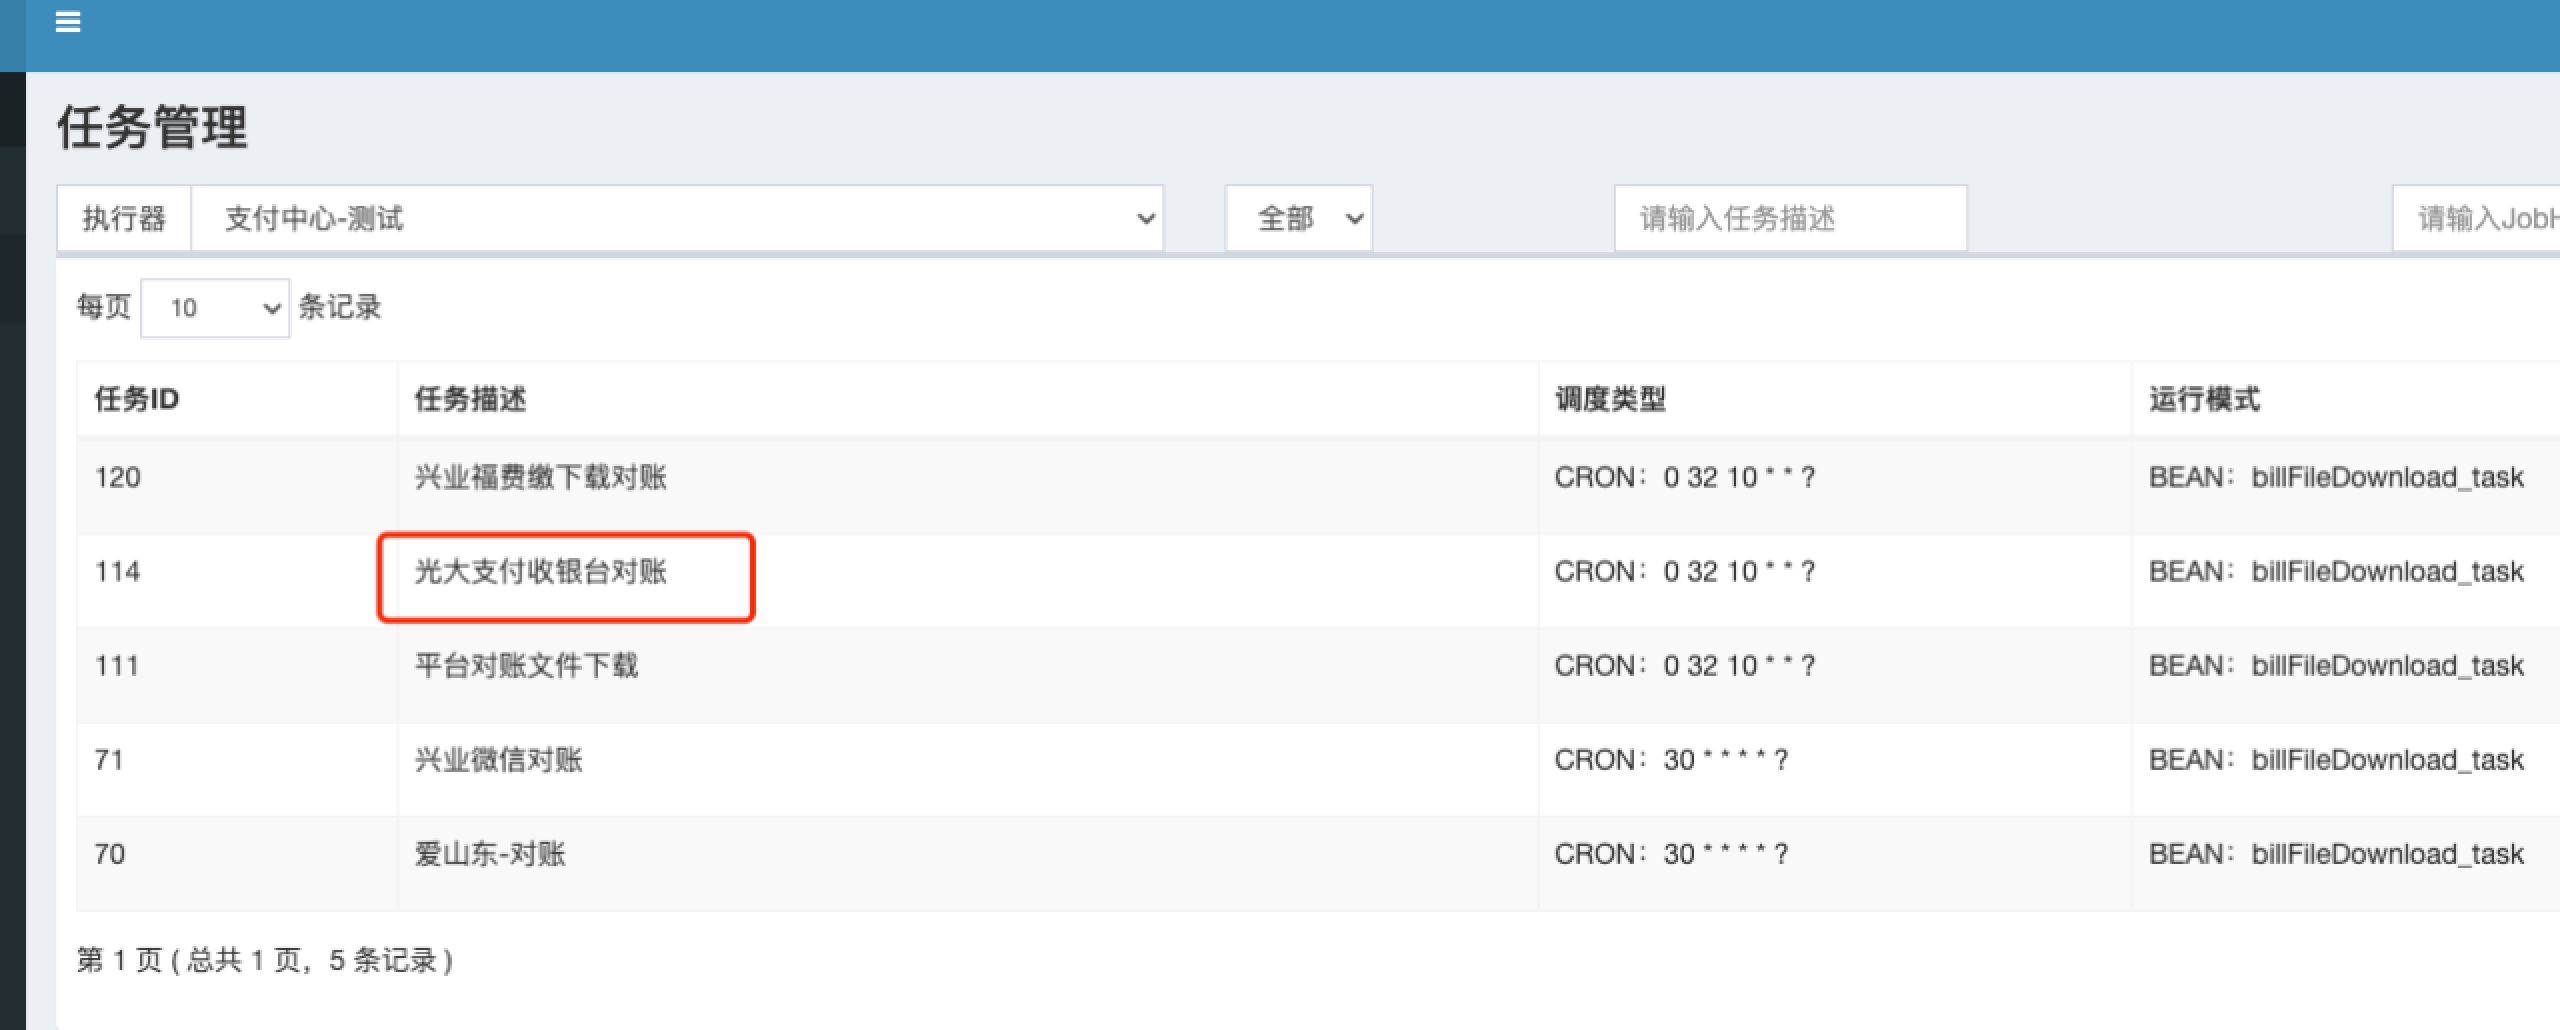 任务管理
执行器 支付中心-测试 全部 请输入任务描述 请输入Job
每页 10 条记录
任务ID 任务描述 调度类型 运行模式
120 兴业福费缴下载对账 CRON：0 32 10 * * ? BEAN：billFileDownload_task
114 光大支付收银台对账 CRON：0 32 10 * * ? BEAN：billFileDownload_task
111 平台对账文件下载 CRON：0 32 10 * * ? BEAN：billFileDownload_task
71 兴业微信对账 CRON：30 * * * * ? BEAN：billFileDownload_task
70 爱山东-对账 CRON：30 * * * * ? BEAN：billFileDownload_task
第 1 页 ( 总共 1 页，5 条记录 )